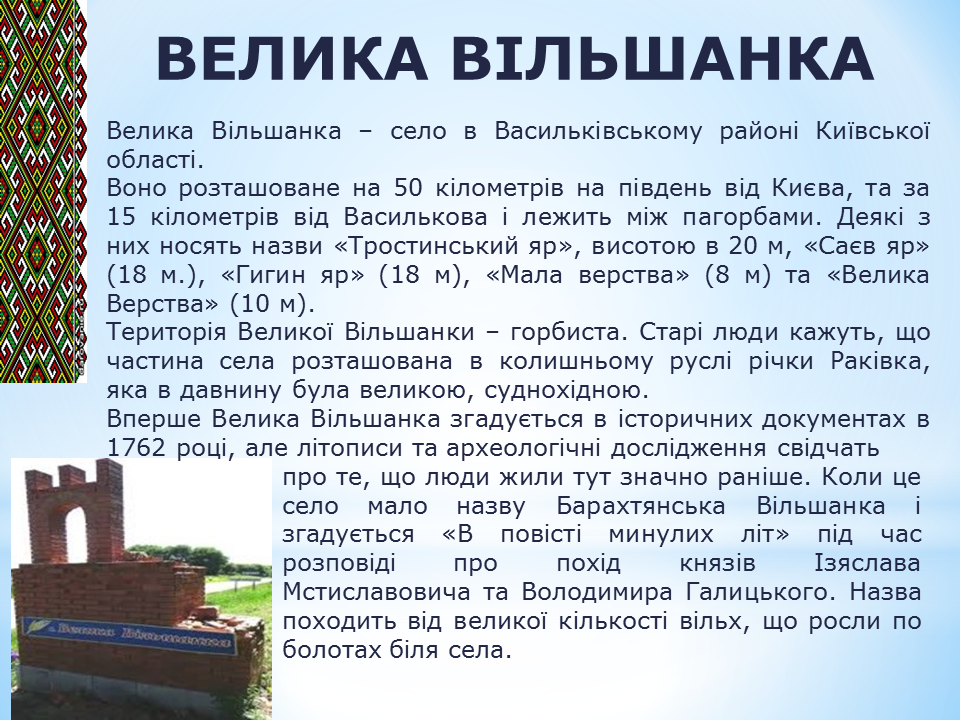 ВЕЛИКА ВІЛЬШАНКА
Велика Вільшанка – село в Васильківському районі Київської
області.
Воно розташоване на 50 кілометрів на південь від Києва, та за
15 кілометрів від Василькова і лежить між пагорбами. Деякі з
них носять назви «Тростинський яр», висотою в 20 м, «Саєв яр»
(18 м.), «Гигин яр» (18 м), «Мала верства» (8 м) та «Велика
Верства» (10 м).
Територія Великої Вільшанки – горбиста. Старі люди кажуть, що
частина села розташована в колишньому руслі річки Раківка,
яка в давнину була великою, суднохідною.
Вперше Велика Вільшанка згадується в історичних документах в
1762 році, але літописи та археологічні дослідження свідчать
про те, що люди жили тут значно раніше. Коли це
село мало назву Барахтянська Вільшанка і
згадується «В повісті минулих літ» під час
розповіді про похід князів Ізяслава
Мстиславовича та Володимира Галицького. Назва
походить від великої кількості вільх, що росли по
болотах біля села.
с. Велика Вільшанка